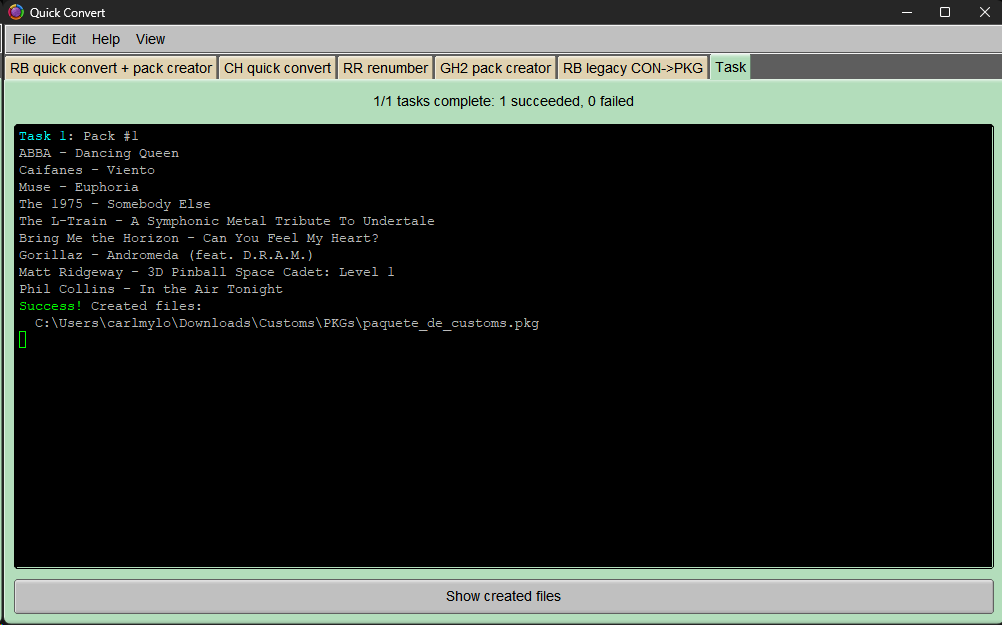 Quick Convert
File Edit Help View
RB quick convert + pack creator CH quick convert RR renumber GH2 pack creator RB legacy CON->PKG Task
1/1 tasks complete: 1 succeeded, 0 failed
Task 1: Pack #1
ABBA - Dancing Queen
Caifanes - Viento
Muse - Euphoria
The 1975 - Somebody Else
The L-Train - A Symphonic Metal Tribute To Undertale
Bring Me the Horizon - Can You Feel My Heart?
Gorillaz - Andromeda (feat. D.R.A.M.)
Matt Ridgeway - 3D Pinball Space Cadet: Level 1
Phil Collins - In the Air Tonight
Success! Created files:
C:\Users\carlmylo\Downloads\Customs\PKGs\paquete_de_customs.pkg
Show created files